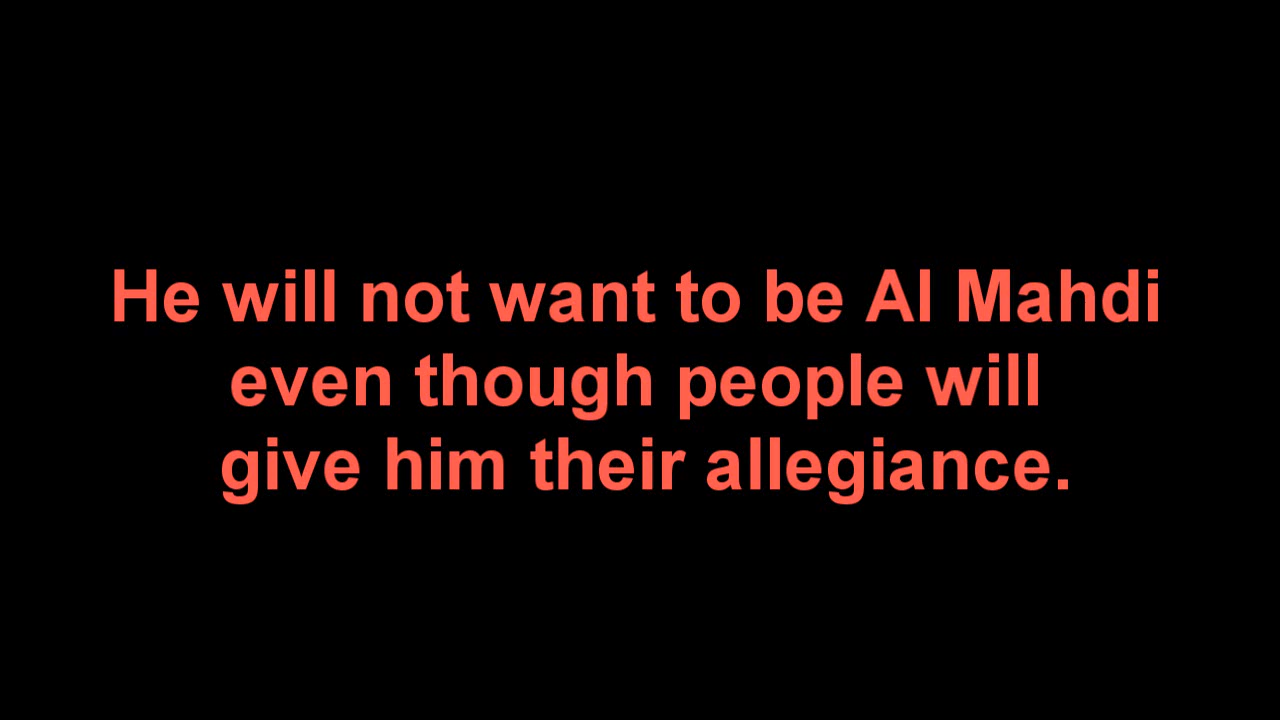 He will not want to be Al Mahdi
even though people will
give him their allegiance.